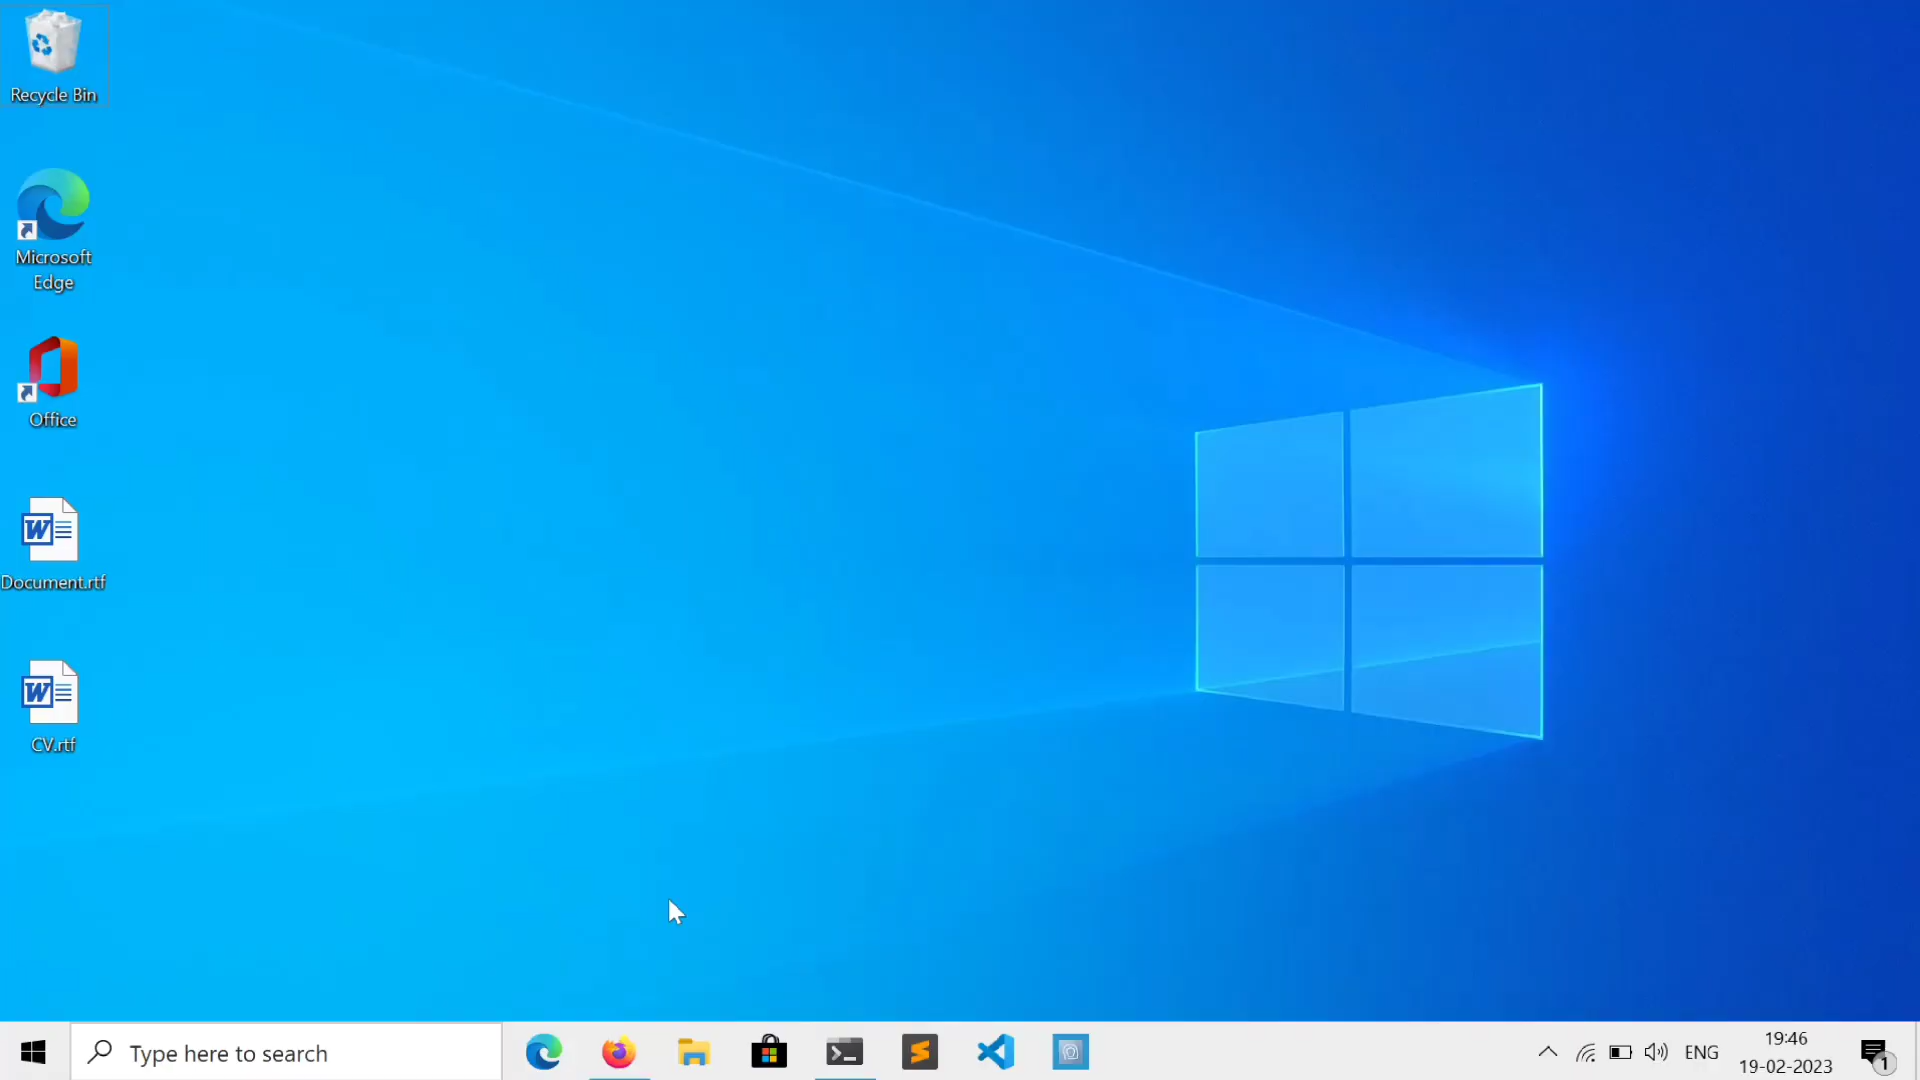 Recycle Bin
Microsoft
Edge
Office
Document.rtf
CV.rtf
Type here to search
ENG
19:46
19-02-2023
1